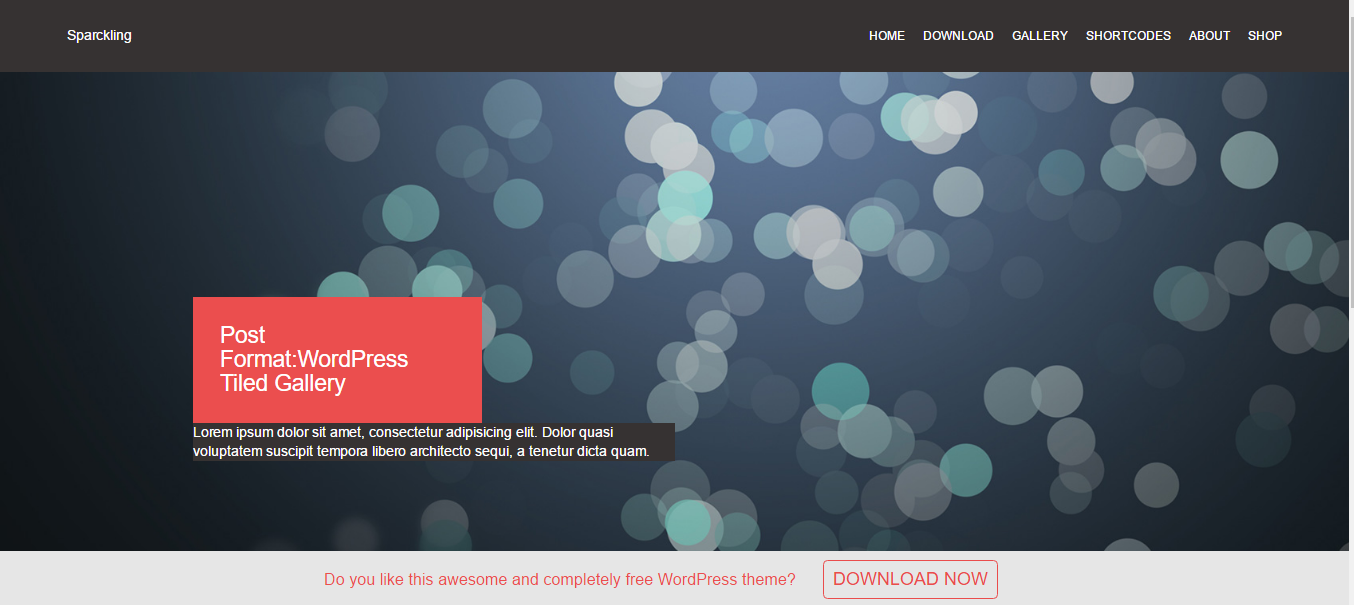 Sparckling
HOME DOWNLOAD GALLERY SHORTCODES ABOUT SHOP
Post
Format:WordPress
Tiled Gallery
Lorem ipsum dolor sit amet, consectetur adipisicing elit. Dolor quasi
voluptatem suscipit tempora libero architecto sequi, a tenetur dicta quam.
Do you like this awesome and completely free WordPress theme? DOWNLOAD NOW